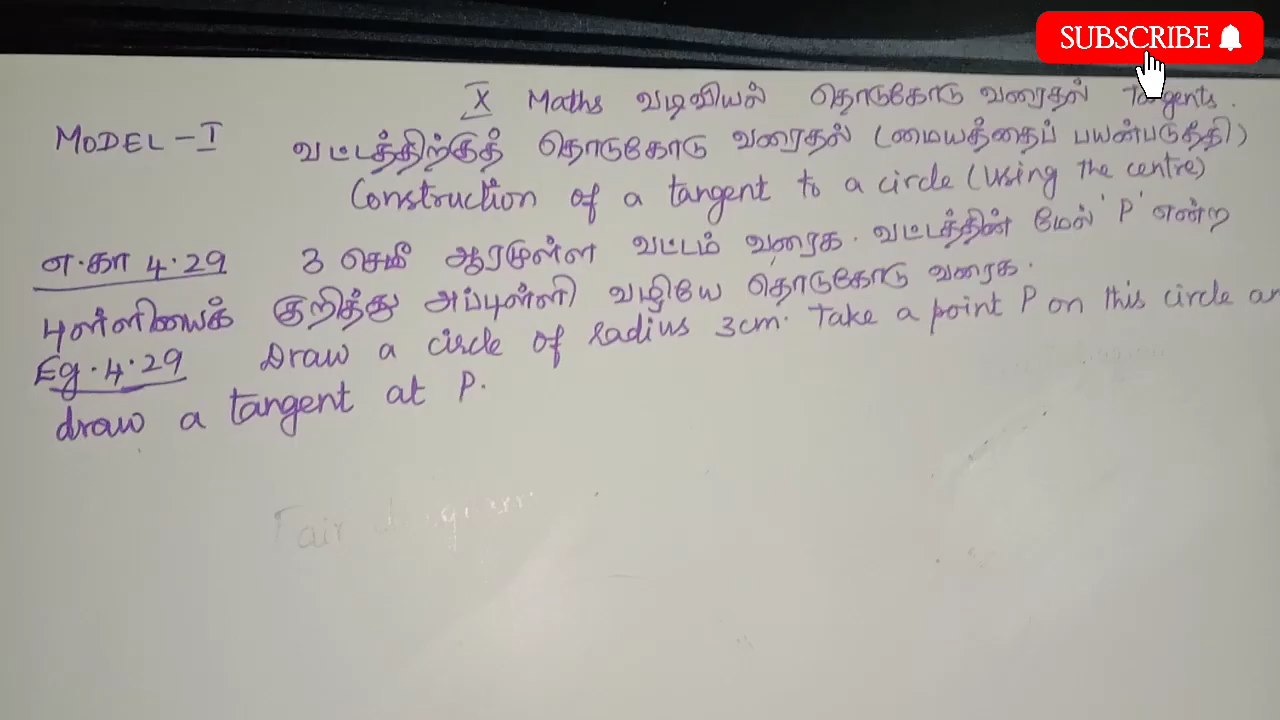 SUBSCRIBE
X Maths வடிவியல் தொடுகோடு வரைதல் Tangents.
MODEL - I
வட்டத்திற்குத் தொடுகோடு வரைதல் (மையத்தைப் பயன்படுத்தி)
Construction of a tangent to a circle (using the centre)
எ.கா 4.29 3 செமீ ஆரமுள்ள வட்டம் வரைக. வட்டத்தின் மேல் 'P' என்ற
புள்ளியைக் குறித்து அப்புள்ளி வழியே தொடுகோடு வரைக.
Eg. 4.29 Draw a circle of radius 3cm. Take a point P on this circle an
draw a tangent at P.
Fair